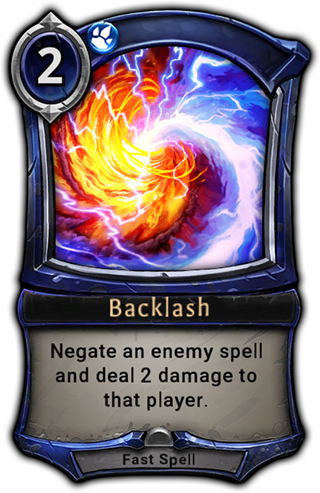 2
Backlash
Negate an enemy spell
and deal 2 damage to
that player.
Fast Spell